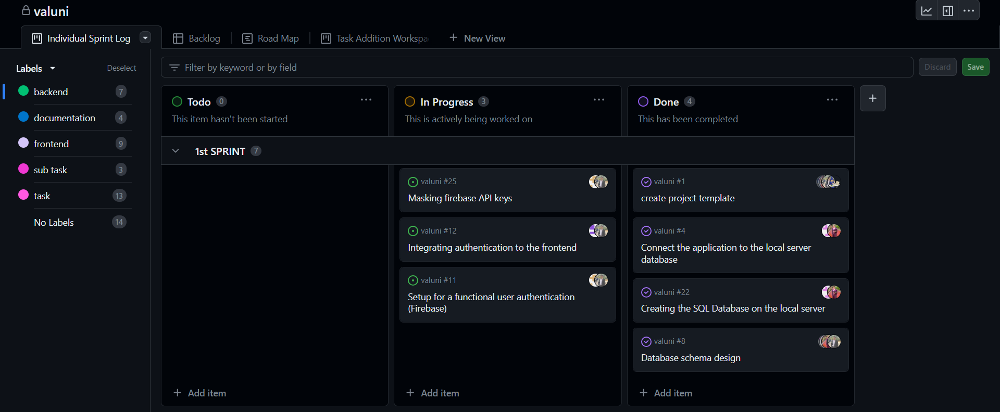 valuni
Individual Sprint Log
Backlog
Road Map
Task Addition Workspa
New View
Labels
Deselect
backend 7
documentation 4
frontend 9
sub task 3
task 13
No Labels 14
Filter by keyword or by field
Discard
Save
Todo 0
This item hasn't been started
In Progress 3
This is actively being worked on
Done 4
This has been completed
1st SPRINT 7
valuni #25
Masking firebase API keys
valuni #12
Integrating authentication to the frontend
valuni #11
Setup for a functional user authentication
(Firebase)
valuni #1
create project template
valuni #4
Connect the application to the local server
database
valuni #22
Creating the SQL Database on the local server
valuni #8
Database schema design
Add item
Add item
Add item